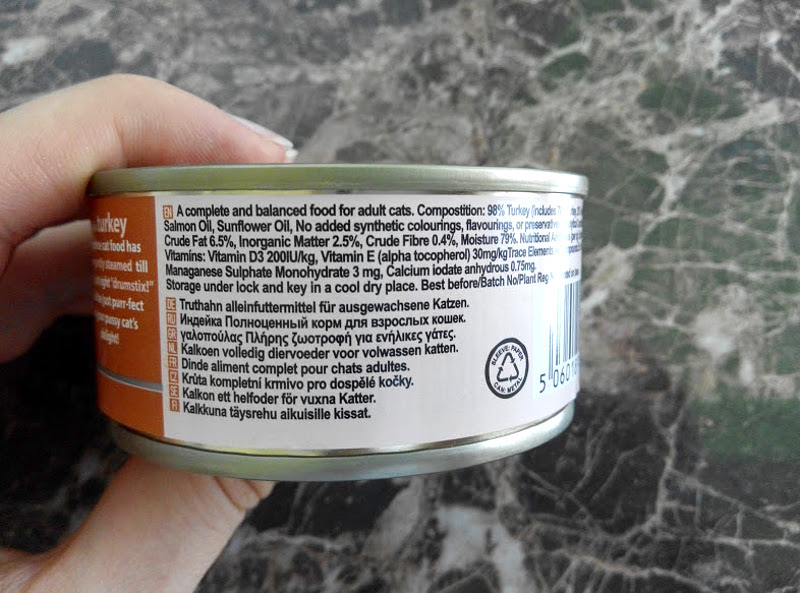 turkey
cat food has
steamed till
"drumstix!"
purr-fect
pussy cat's
delight!
EN A complete and balanced food for adult cats. Compostition: 98% Turkey (includes
Salmon Oil, Sunflower Oil, No added synthetic colourings, flavourings, or
Crude Fat 6.5%, Inorganic Matter 2.5%, Crude Fibre 0.4%, Moisture 79%. Nutritional
Vitamins: Vitamin D3 200IU/kg, Vitamin E (alpha tocopherol) 30mg/kgTrace
Managanese Sulphate Monohydrate 3 mg, Calcium iodate anhydrous 0.75mg.
Storage under lock and key in a cool dry place. Best before/Batch No/Plant Reg
DE Truthahn alleinfuttermittel für ausgewachsene Katzen.
RU Индейка Полноценный корм для взрослых кошек.
GR γαλοπούλας Πλήρης ζωοτροφή για ενήλικες γάτες.
NL Kalkoen volledig diervoeder voor volwassen katten.
FR Dinde aliment complet pour chats adultes.
CZ Krůta kompletní krmivo pro dospělé kočky.
SE Kalkon ett helfoder för vuxna Katter.
FI Kalkkuna täysrehu aikuisille kissat.
SLEEVE: PAPER
CAN: METAL
5 060